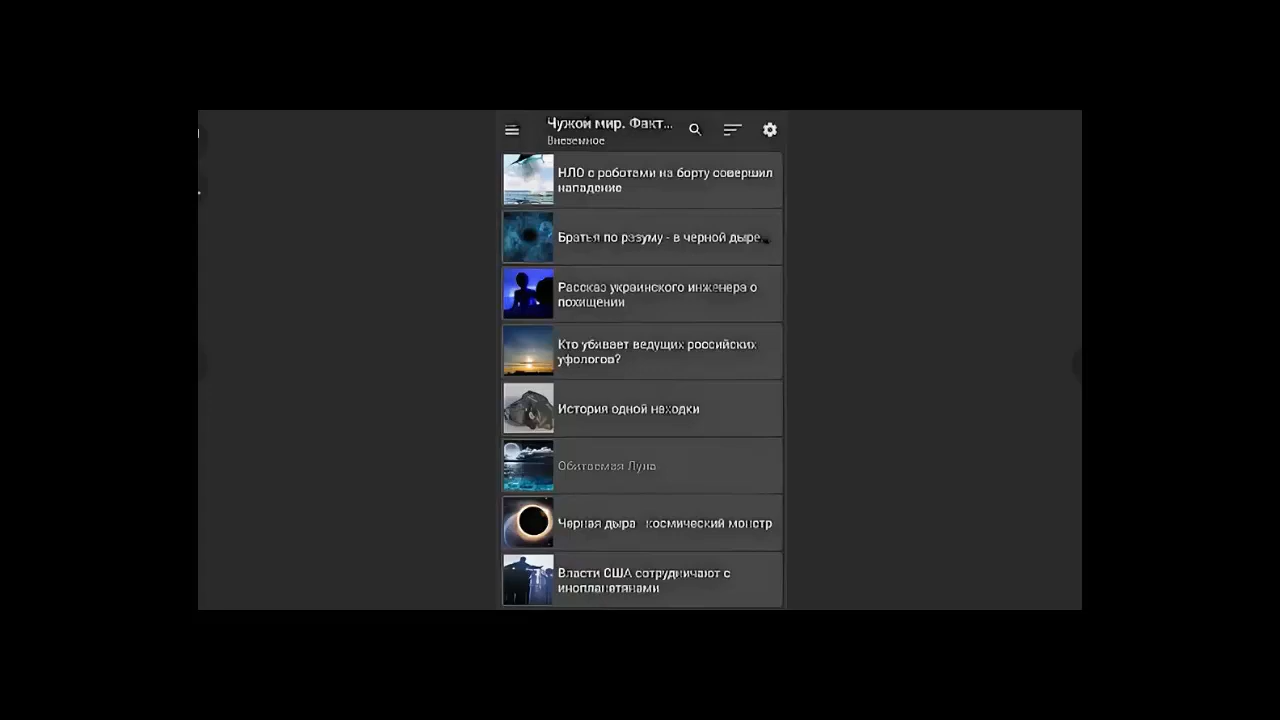 Чужой мир. Факт...
Внеземное
НЛО с роботами на борту совершил
нападение
Братья по разуму - в черной дыре...
Рассказ украинского инженера о
похищении
Кто убивает ведущих российских
уфологов?
История одной находки
Обитаемая Луна
Черная дыра - космический монстр
Власти США сотрудничают с
инопланетянами